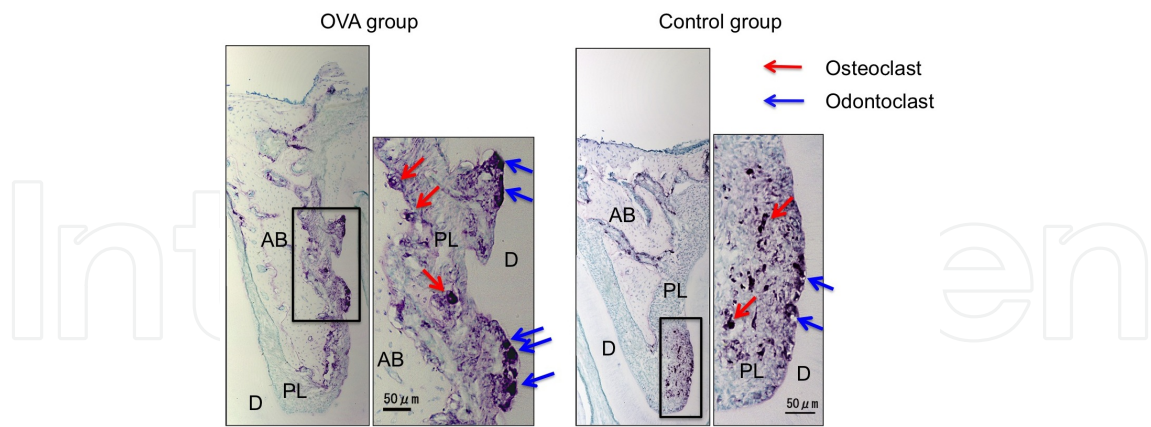 OVA group
Control group
Osteoclast
Odontoclast
AB
PL
D
PL
D
AB
50 μm
AB
PL
D
PL
D
50 μm